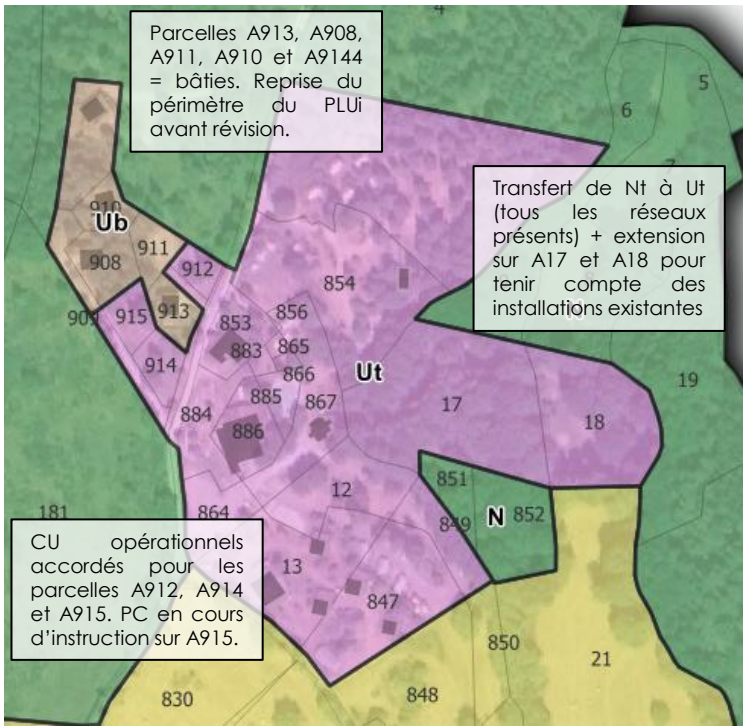 4
Parcelles A913, A908,
A911, A910 et A9144
= bâties. Reprise du
périmètre du PLUi
avant révision.
5
6
7
Transfert de Nt à Ut
(tous les réseaux
présents) + extension
sur A17 et A18 pour
tenir compte des
installations existantes
910
Ub
911
908
912
854
909
915
913
853
856
883
865
914
866
Ut
19
885
867
17
884
18
886
851
12
181
864
849
N
852
CU opérationnels
accordés pour les
parcelles A912, A914
et A915. PC en cours
d'instruction sur A915.
13
847
850
21
830
848